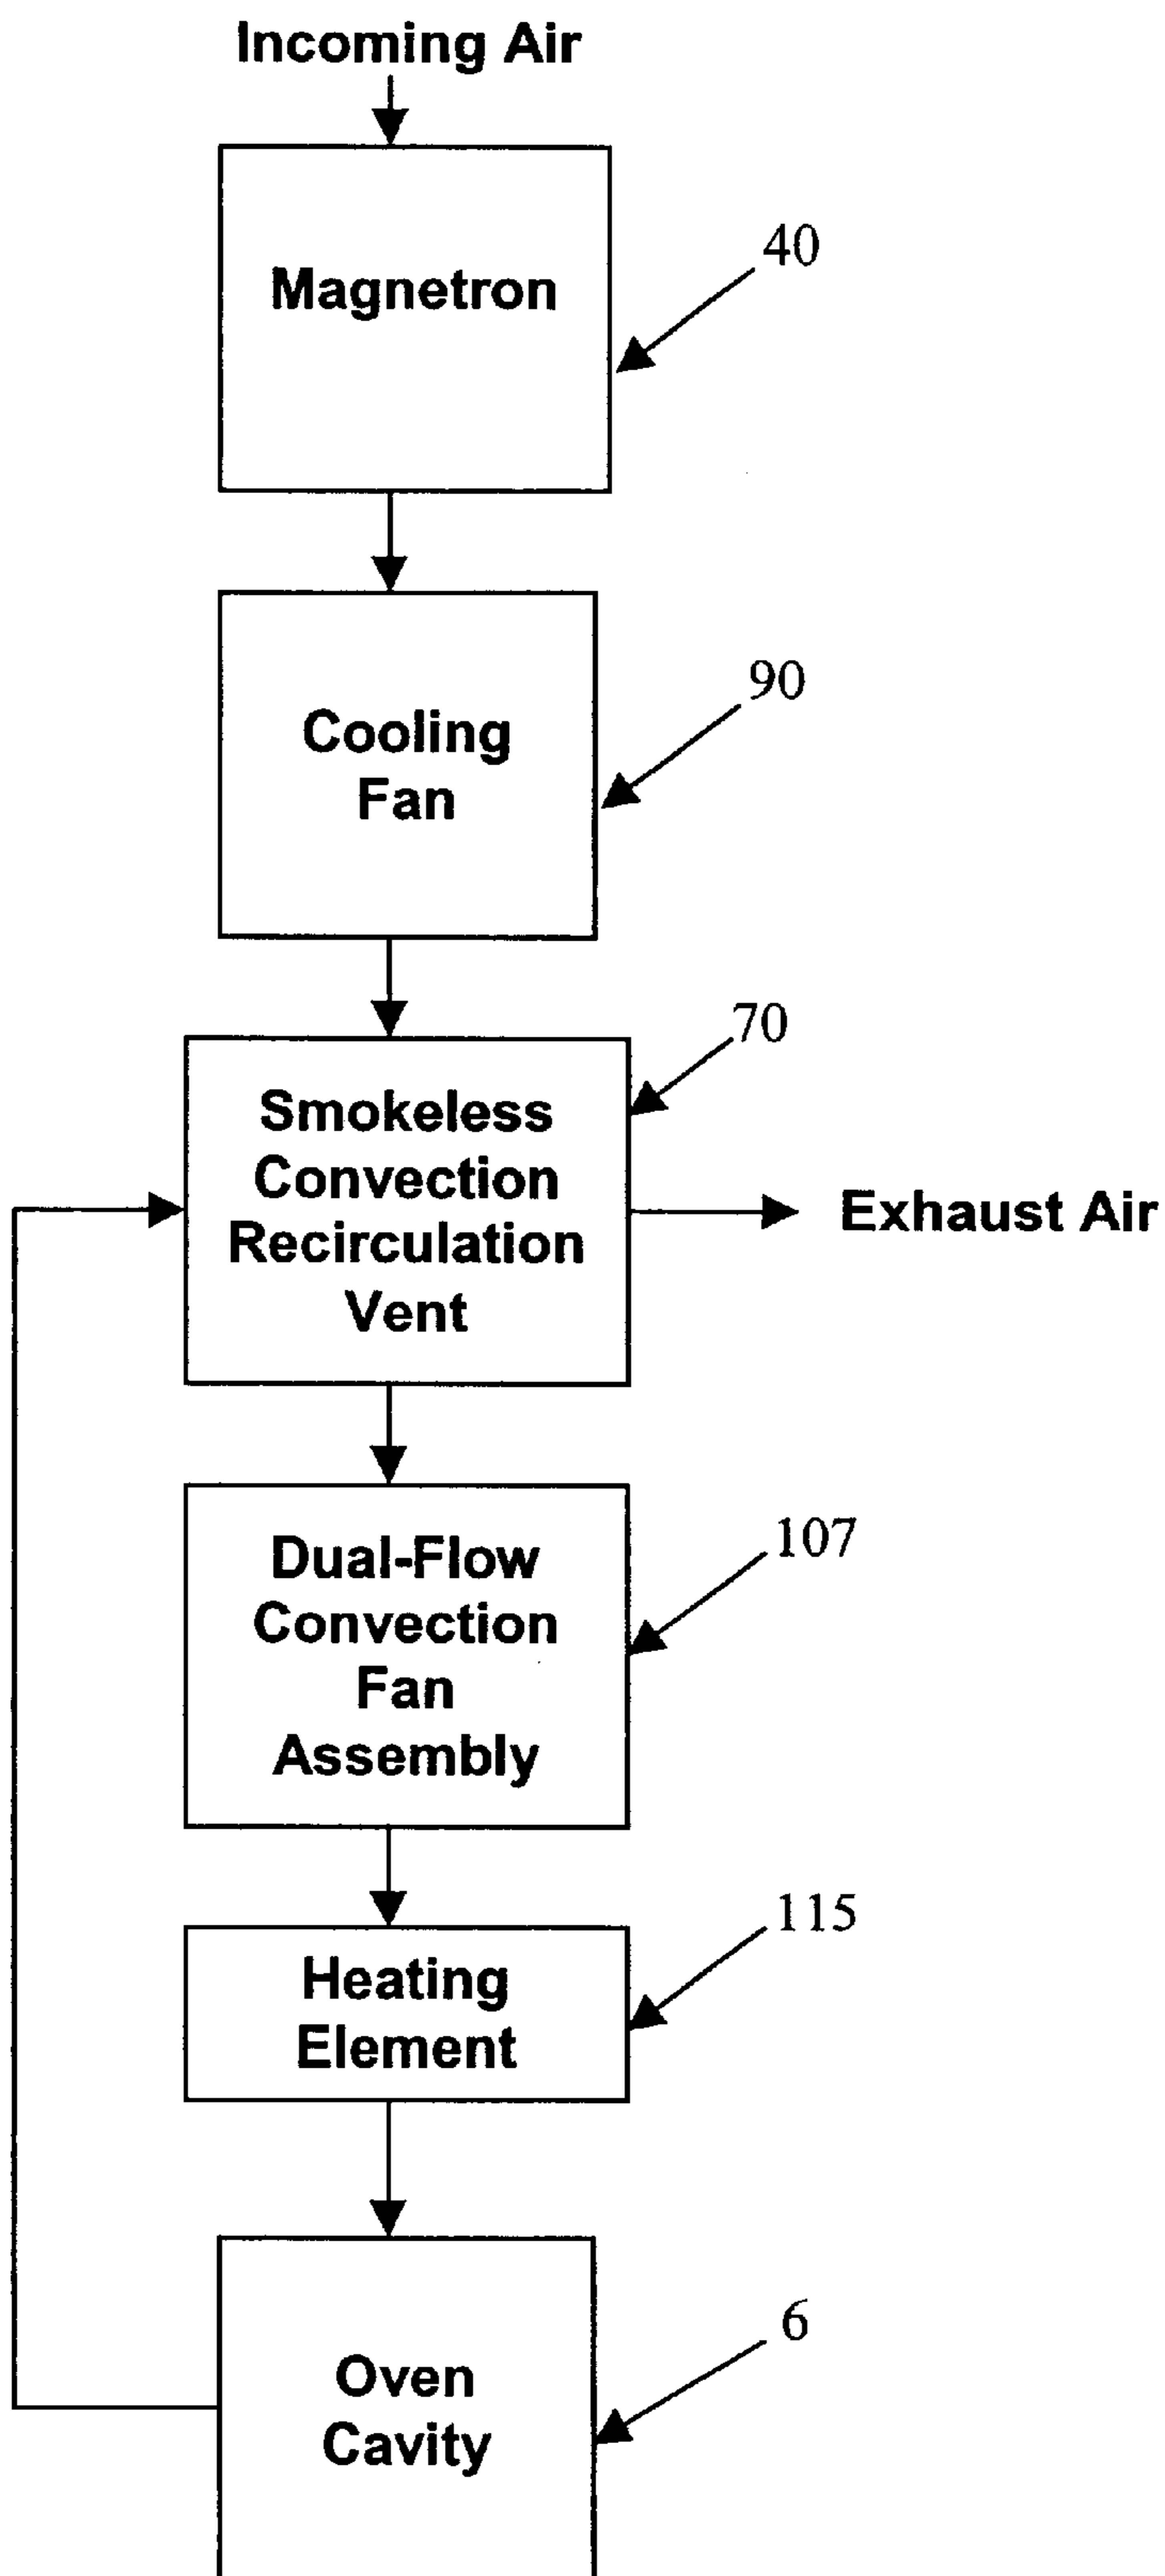 Incoming Air
Magnetron
40
Cooling
Fan
90
Smokeless
Convection
Recirculation
Vent
70
Exhaust Air
Dual-Flow
Convection
Fan
Assembly
107
Heating
Element
115
Oven
Cavity
6